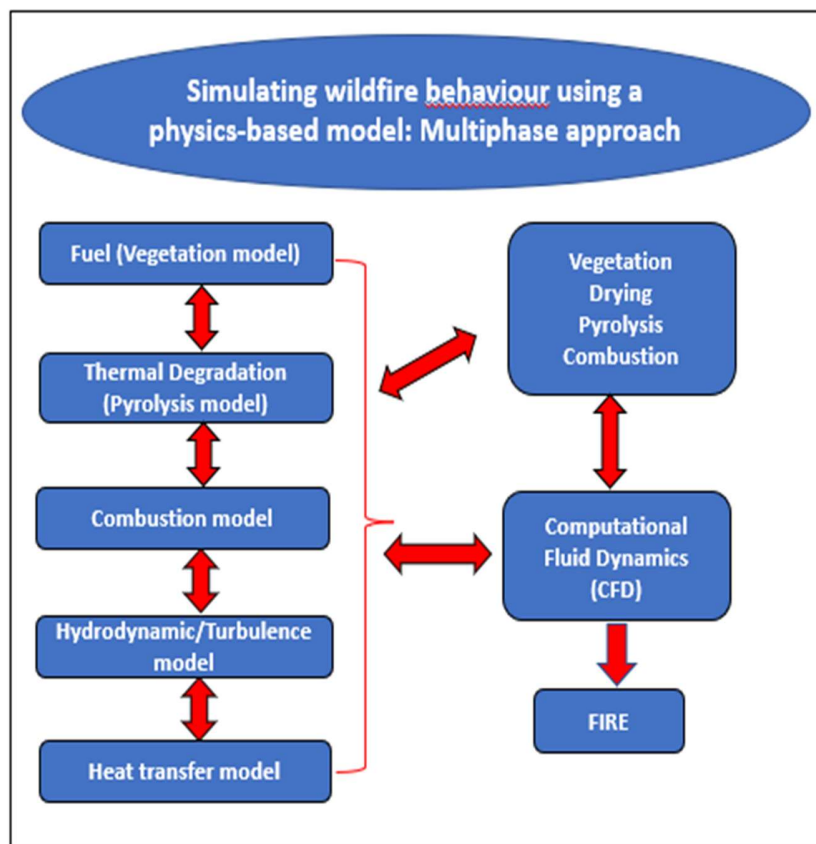 Simulating wildfire behaviour using a
physics-based model: Multiphase approach
Fuel (Vegetation model)
Thermal Degradation
(Pyrolysis model)
Combustion model
Hydrodynamic/Turbulence
model
Heat transfer model
Vegetation
Drying
Pyrolysis
Combustion
Computational
Fluid Dynamics
(CFD)
FIRE